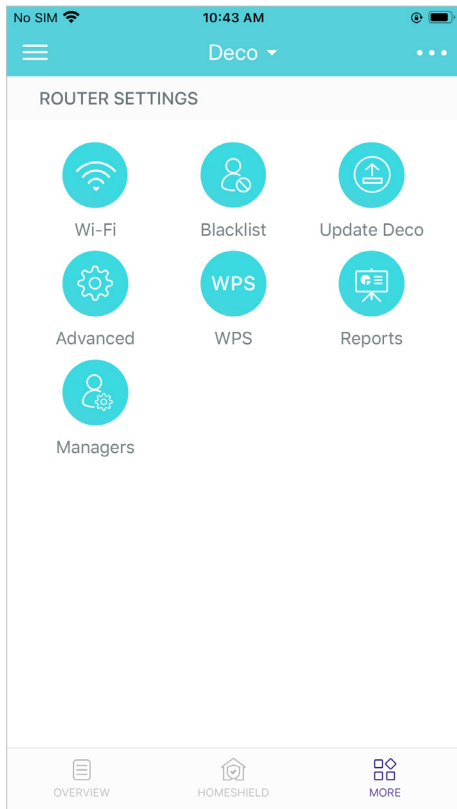 No SIM 10:43 AM
Deco
ROUTER SETTINGS
Wi-Fi Blacklist Update Deco
WPS
Advanced WPS Reports
Managers
OVERVIEW HOMESHIELD MORE